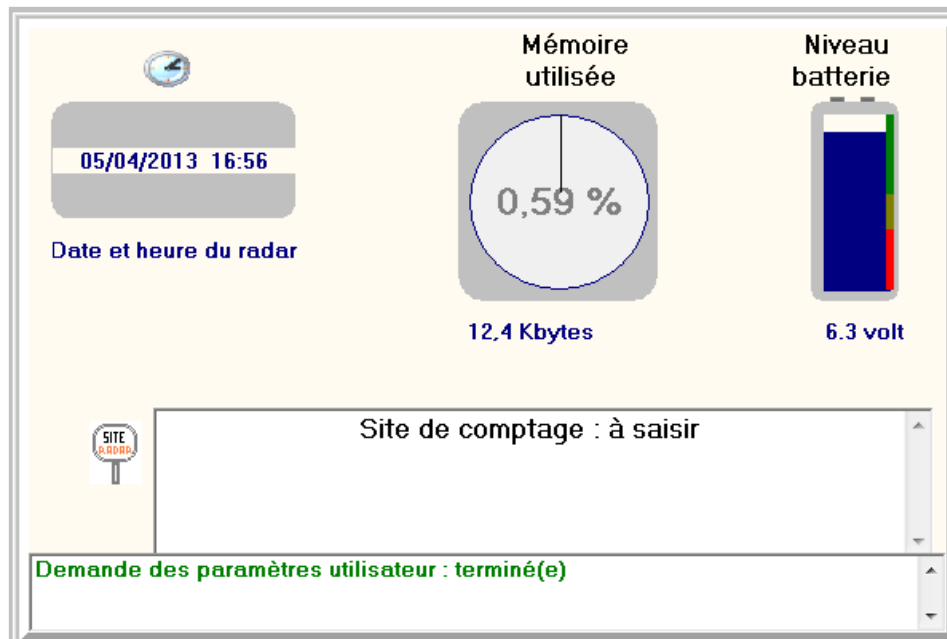 Mémoire
utilisée
Niveau
batterie
05/04/2013 16:56
0,59 %
Date et heure du radar
12,4 Kbytes
6.3 volt
SITE
RADAR
Site de comptage : à saisir
Demande des paramètres utilisateur : terminé(e)